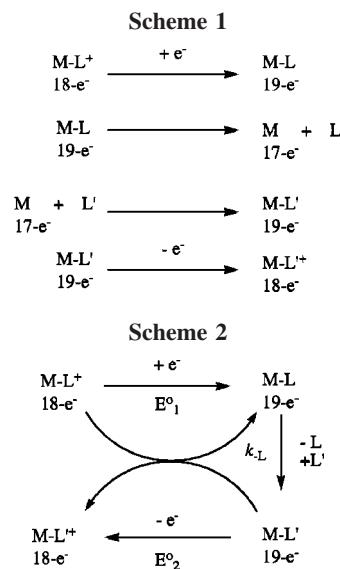 Scheme 1
+ e⁻
M-L⁺ M-L
18-e⁻ 19-e⁻
M-L M + L
19-e⁻ 17-e⁻
M + L' M-L'
17-e⁻ 19-e⁻
- e⁻
M-L' M-L'⁺
19-e⁻ 18-e⁻
Scheme 2
+ e⁻
M-L⁺ M-L
18-e⁻ E°₁ 19-e⁻
k-L - L
+L'
- e⁻
M-L'⁺ M-L'
18-e⁻ E°₂ 19-e⁻